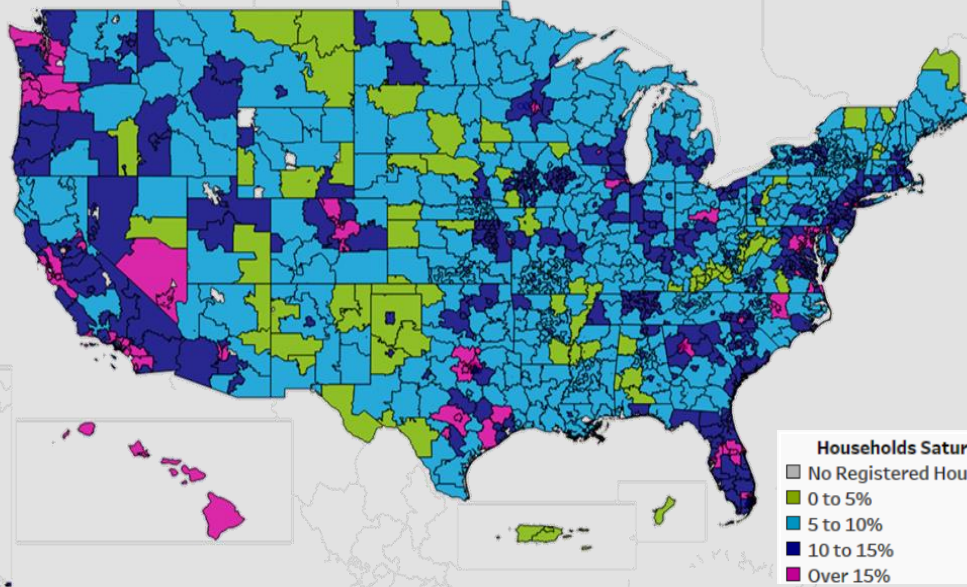 Households Satur
No Registered Hou
0 to 5%
5 to 10%
10 to 15%
Over 15%